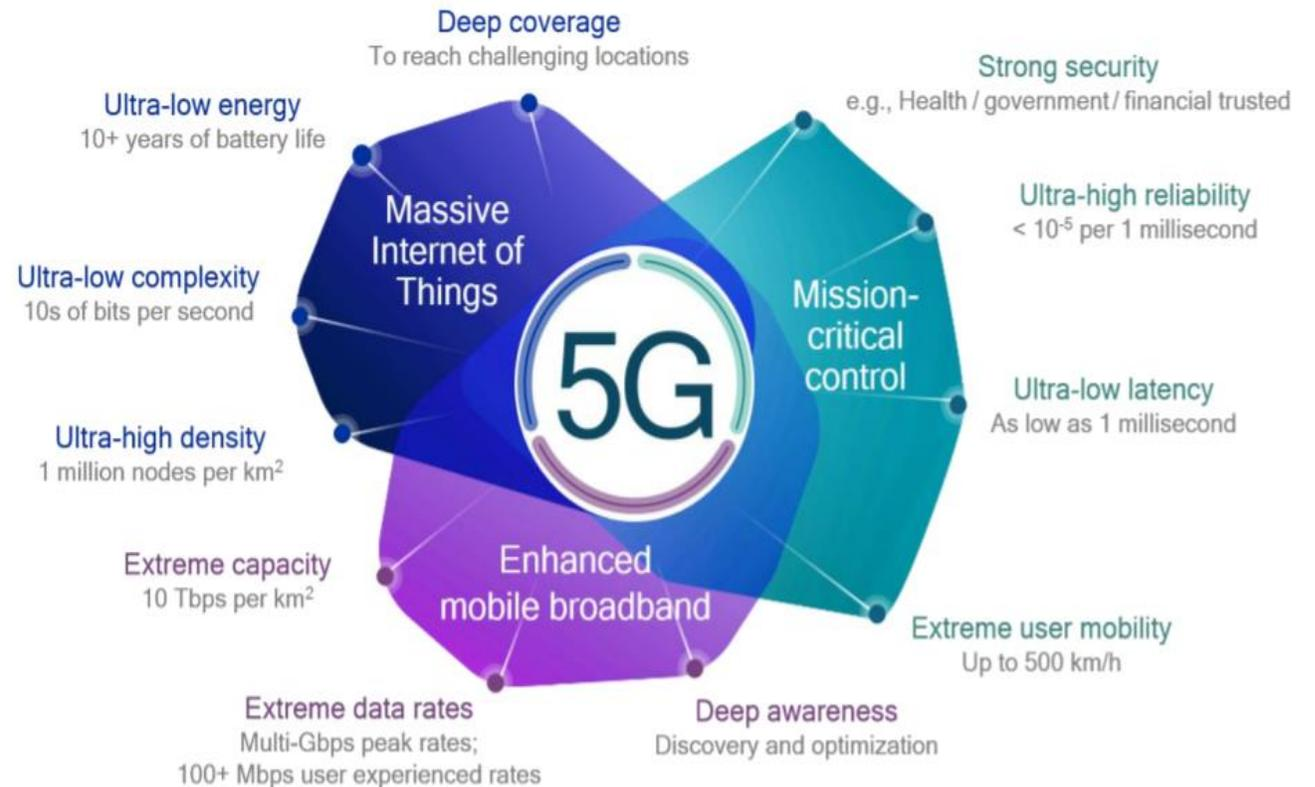 Deep coverage
To reach challenging locations
Strong security
e.g., Health / government / financial trusted
Ultra-low energy
10+ years of battery life
Ultra-high reliability
< 10⁻⁵ per 1 millisecond
Massive
Internet of
Things
Ultra-low complexity
10s of bits per second
Mission-
critical
control
5G
Ultra-low latency
As low as 1 millisecond
Ultra-high density
1 million nodes per km²
Extreme capacity
10 Tbps per km²
Enhanced
mobile broadband
Extreme user mobility
Up to 500 km/h
Extreme data rates
Multi-Gbps peak rates;
100+ Mbps user experienced rates
Deep awareness
Discovery and optimization